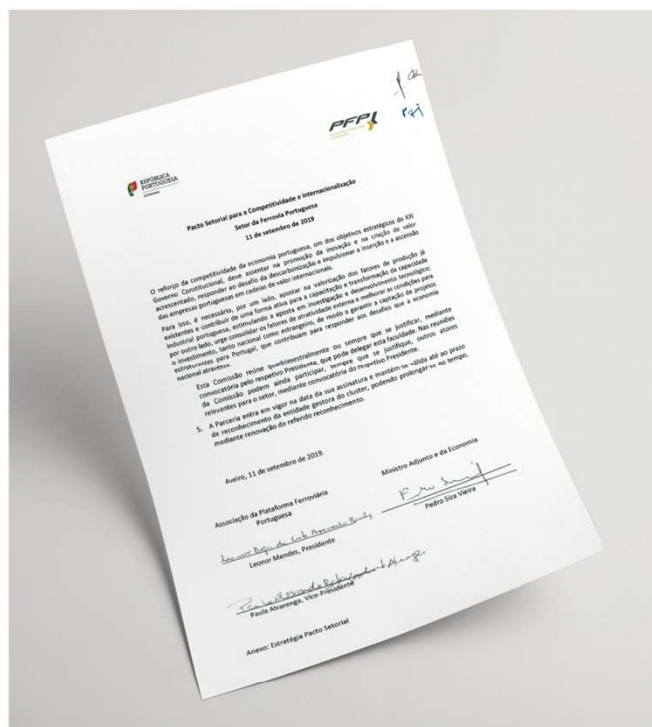 PFP
REPÚBLICA
PORTUGUESA
ECONOMIA
Pacto Setorial para a Competitividade e Internacionalização
Setor da Ferrovia Portuguesa
11 de setembro de 2019
O reforço da competitividade da economia portuguesa, um dos objetivos estratégicos do XXI
Governo Constitucional, deve assentar na promoção da inovação e na criação de valor
acrescentado, responder ao desafio da descarbonização e impulsionar a inserção e a ascensão
das empresas portuguesas em cadeias de valor internacionais.
Para isso, é necessário, por um lado, apostar na valorização dos fatores de produção já
existentes e contribuir de uma forma ativa para a capacitação e transformação da capacidade
industrial portuguesa, estimulando a aposta em investigação e desenvolvimento tecnológico;
por outro lado, urge consolidar os fatores de atratividade externa e melhorar as condições para
o investimento, tanto nacional como estrangeiro, de modo a garantir a captação de projetos
estruturantes para Portugal, que contribuam para responder aos desafios que a economia
nacional atravessa.
Esta Comissão reúne quadrimestralmente ou sempre que se justificar, mediante
convocatória pelo respetivo Presidente, que pode delegar esta faculdade. Nas reuniões
da Comissão podem ainda participar, sempre que se justifique, outros atores
relevantes para o setor, mediante convocatória do respetivo Presidente.
5. A Parceria entra em vigor na data da sua assinatura e mantém-se válida até ao prazo
de reconhecimento da entidade gestora do cluster, podendo prolongar-se no tempo,
mediante renovação do referido reconhecimento.
Aveiro, 11 de setembro de 2019.
Associação da Plataforma Ferroviária
Portuguesa
Ministro Adjunto e da Economia
Pedro Siza Vieira
Leonor Mendes, Presidente
Paula Alvarenga, Vice-Presidente
Anexo: Estratégia Pacto Setorial